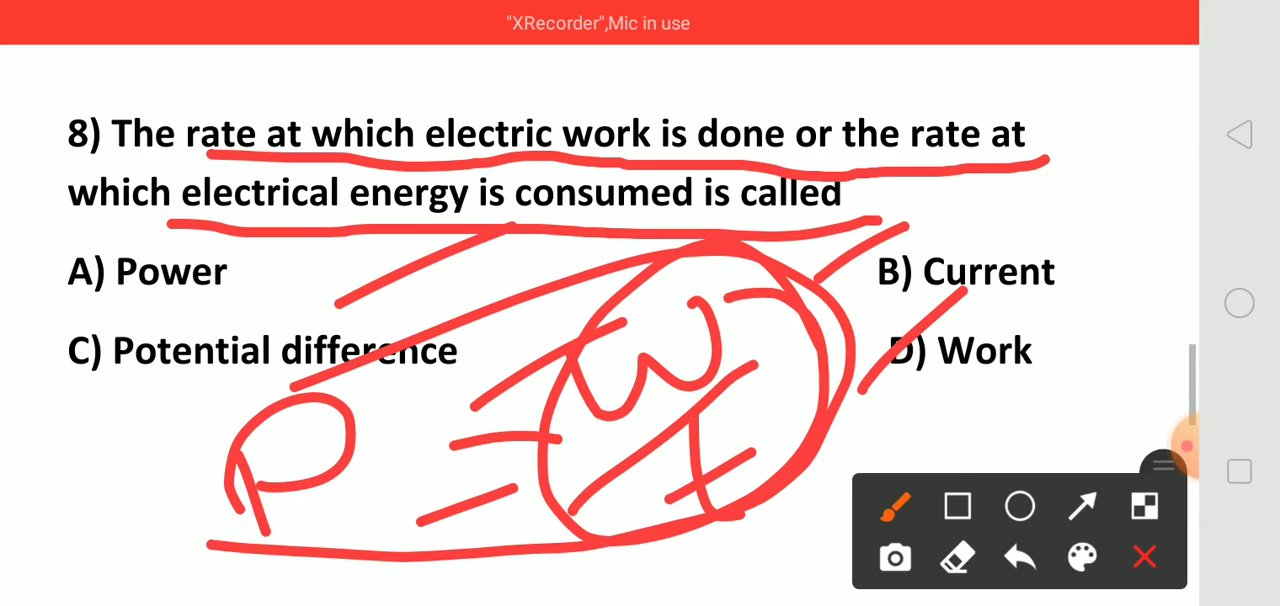 "XRecorder",Mic in use
8) The rate at which electric work is done or the rate at
which electrical energy is consumed is called
A) Power
B) Current
C) Potential difference
D) Work
P = W/t